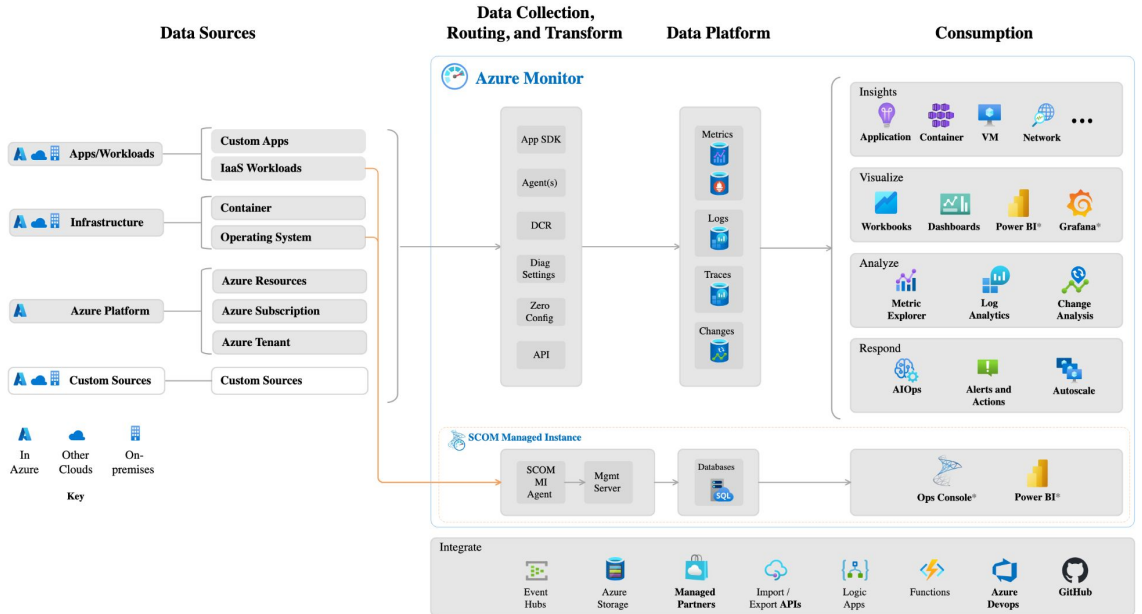 Data Sources
Data Collection,
Routing, and Transform
Data Platform
Consumption
Azure Monitor
Apps/Workloads
Custom Apps
IaaS Workloads
Infrastructure
Container
Operating System
Azure Platform
Azure Resources
Azure Subscription
Azure Tenant
Custom Sources
Custom Sources
In
Azure
Other
Clouds
On-
premises
Key
App SDK
Agent(s)
DCR
Diag
Settings
Zero
Config
API
Metrics
Logs
Traces
Changes
Insights
Application
Container
VM
Network
Visualize
Workbooks
Dashboards
Power BI®
Grafana®
Analyze
Metric
Explorer
Log
Analytics
Change
Analysis
Respond
AIOps
Alerts and
Actions
Autoscale
SCOM Managed Instance
SCOM
MI
Agent
Mgmt
Server
Databases
SQL
Ops Console®
Power BI®
Integrate
Event
Hubs
Azure
Storage
Managed
Partners
Import /
Export APIs
Logic
Apps
Functions
Azure
Devops
GitHub